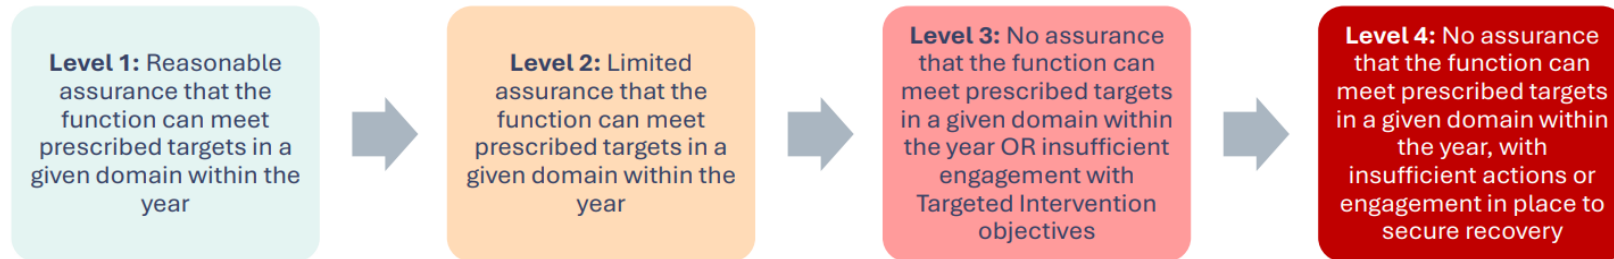 Level 1: Reasonable
assurance that the
function can meet
prescribed targets in a
given domain within the
year
Level 2: Limited
assurance that the
function can meet
prescribed targets in a
given domain within the
year
Level 3: No assurance
that the function can
meet prescribed targets
in a given domain within
the year OR insufficient
engagement with
Targeted Intervention
objectives
Level 4: No assurance
that the function can
meet prescribed targets
in a given domain within
the year, with
insufficient actions or
engagement in place to
secure recovery